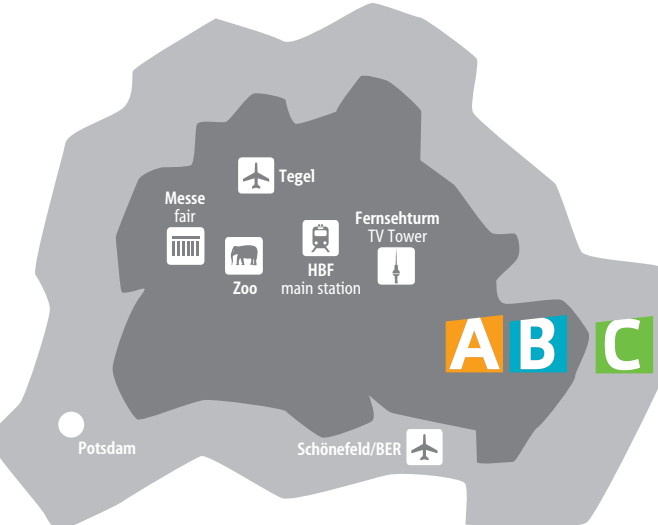 Tegel
Messe
fair
Fernsehturm
TV Tower
HBF
main station
Zoo
A B C
Potsdam
Schönefeld/BER